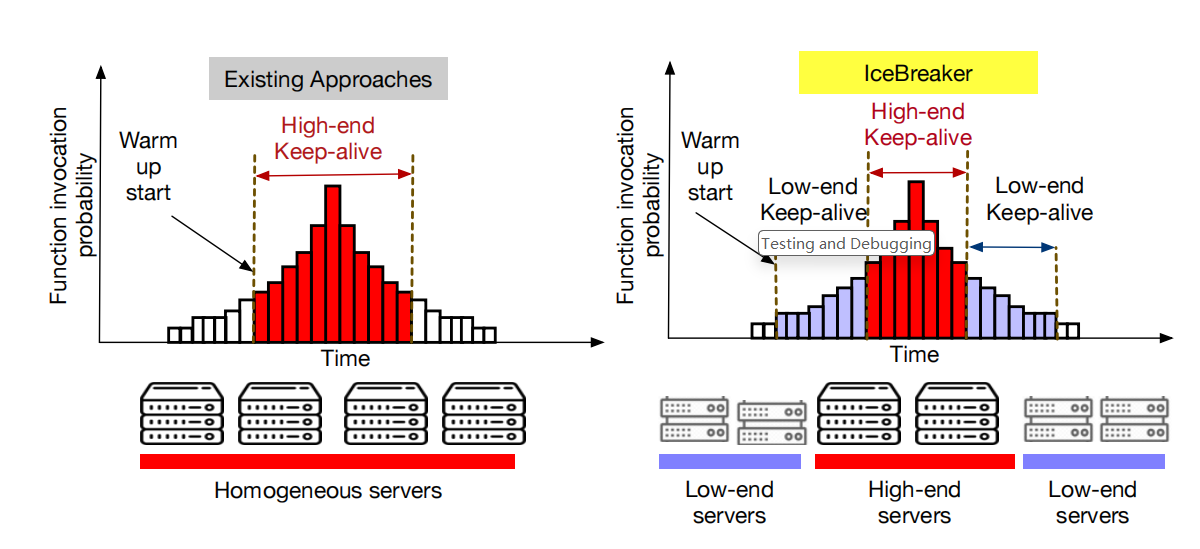 Existing Approaches
Function invocation
probability
Warm
up
start
High-end
Keep-alive
Time
Homogeneous servers
IceBreaker
Function invocation
probability
Warm
up
start
High-end
Keep-alive
Low-end
Keep-alive
Low-end
Keep-alive
Testing and Debugging
Time
Low-end
servers
High-end
servers
Low-end
servers